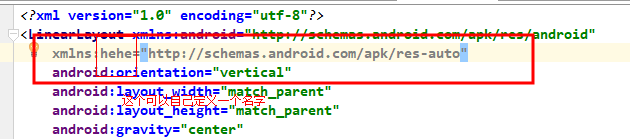 <?xml version="1.0" encoding="utf-8"?>
<LinearLayout xmlns:android="http://schemas.android.com/apk/res/android"
xmlns:hehe="http://schemas.android.com/apk/res-auto"
android:orientation="vertical"
这个可以自己定义一个名字
android:layout_width="match_parent"
android:layout_height="match_parent"
android:gravity="center"